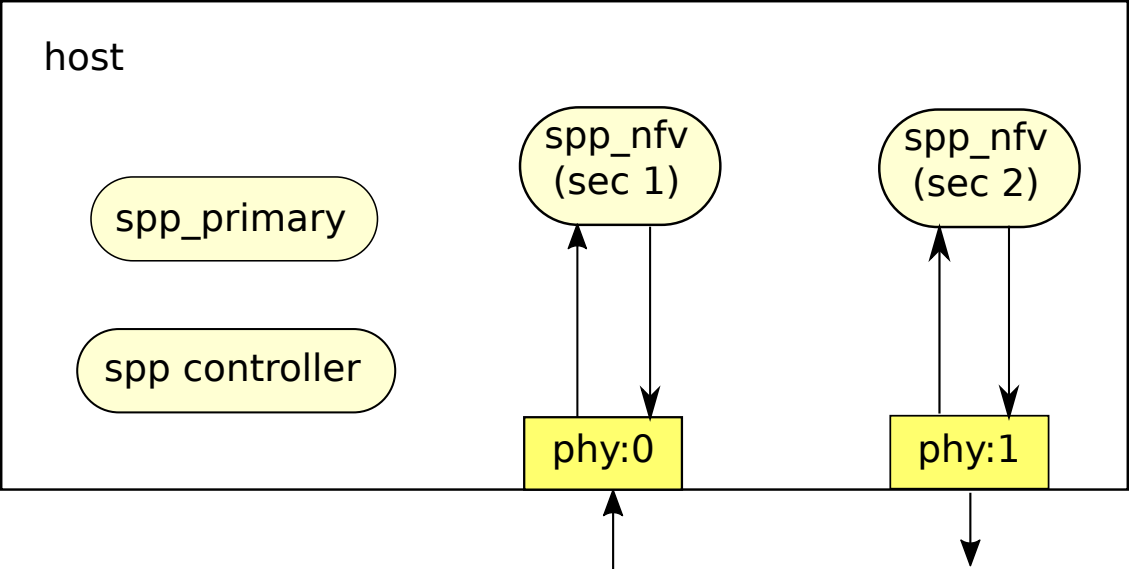 host
spp_nfv
(sec 1)
spp_nfv
(sec 2)
spp_primary
spp controller
phy:0
phy:1